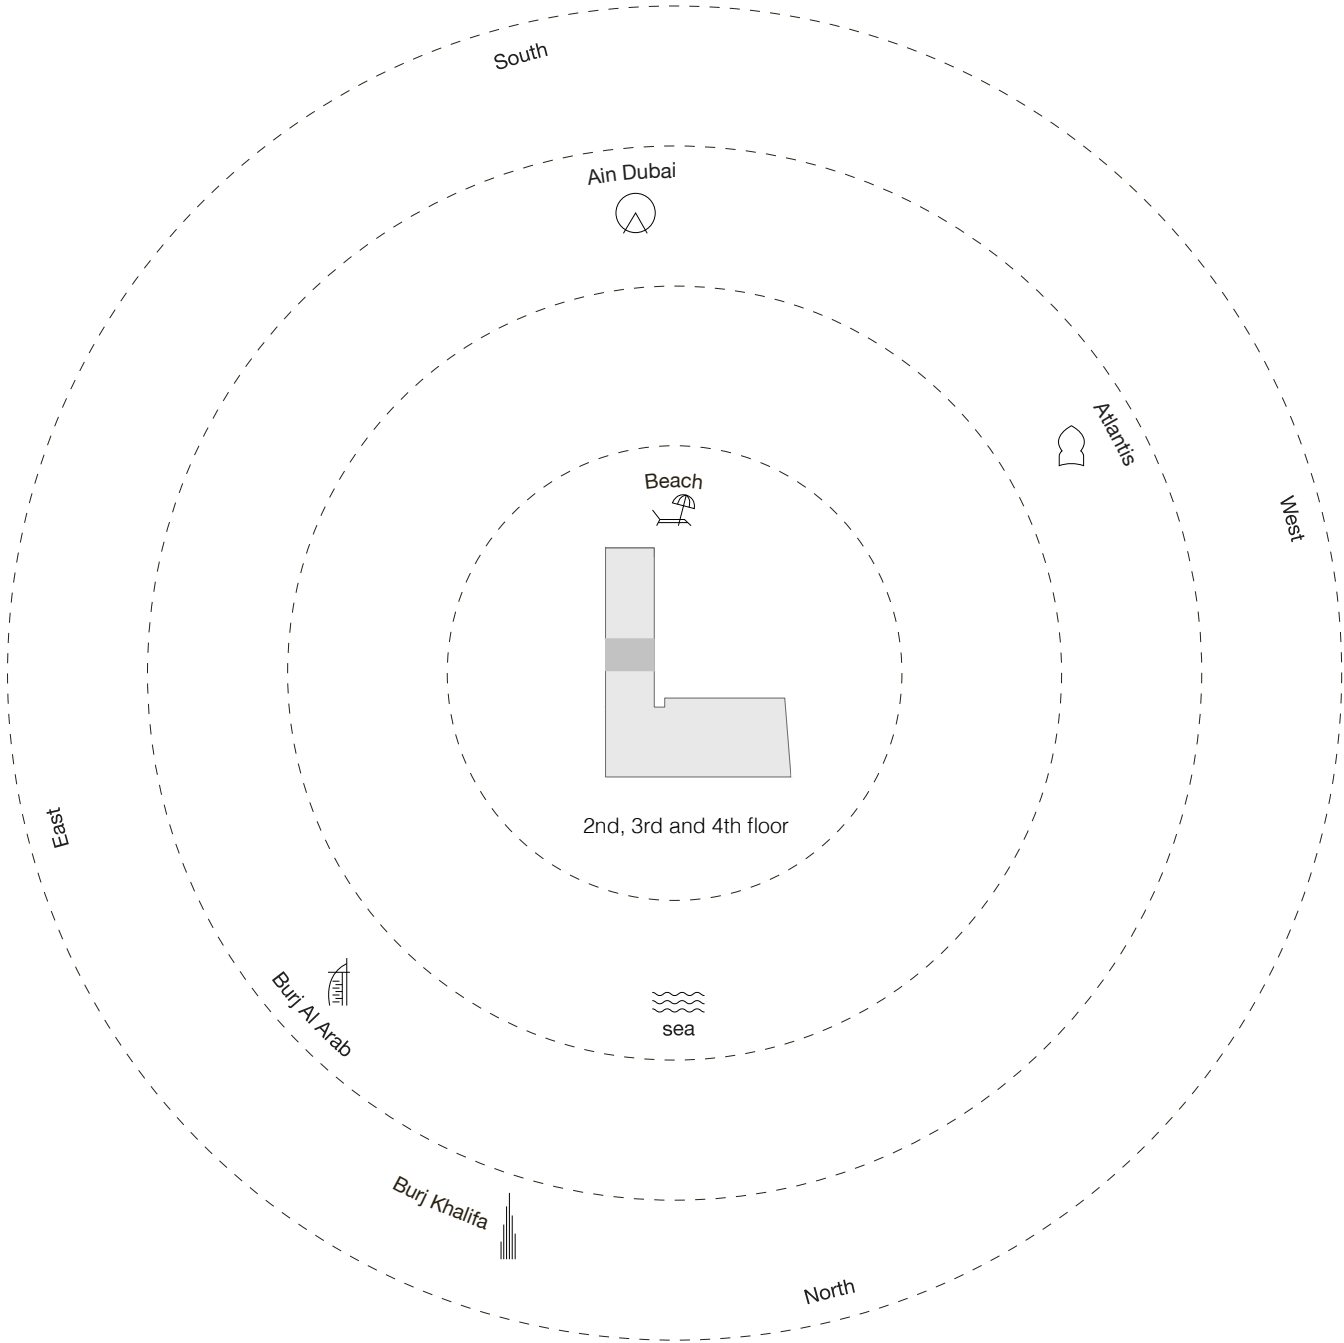 South
Ain Dubai
Atlantis
Beach
West
East
2nd, 3rd and 4th floor
Burj Al Arab
sea
Burj Khalifa
North